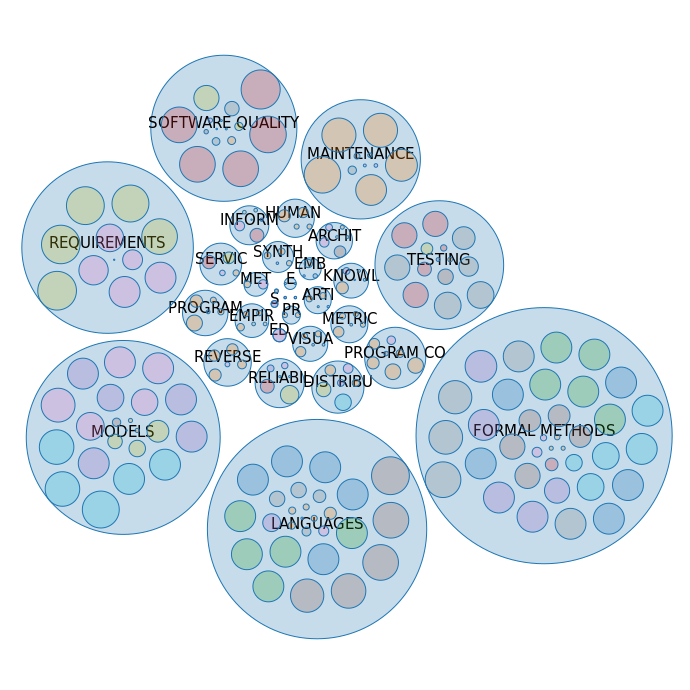 SOFTWARE QUALITY
MAINTENANCE
HUMAN
INFORM
ARCHIT
REQUIREMENTS
SYNTH
SERVIC
EMB
TESTING
MET
E
KNOWL
S
ARTI
PROGRAM
PR
EMPIR
METRIC
ED
VISUA
REVERSE
PROGRAM CO
RELIABIL
DISTRIBU
MODELS
FORMAL METHODS
LANGUAGES